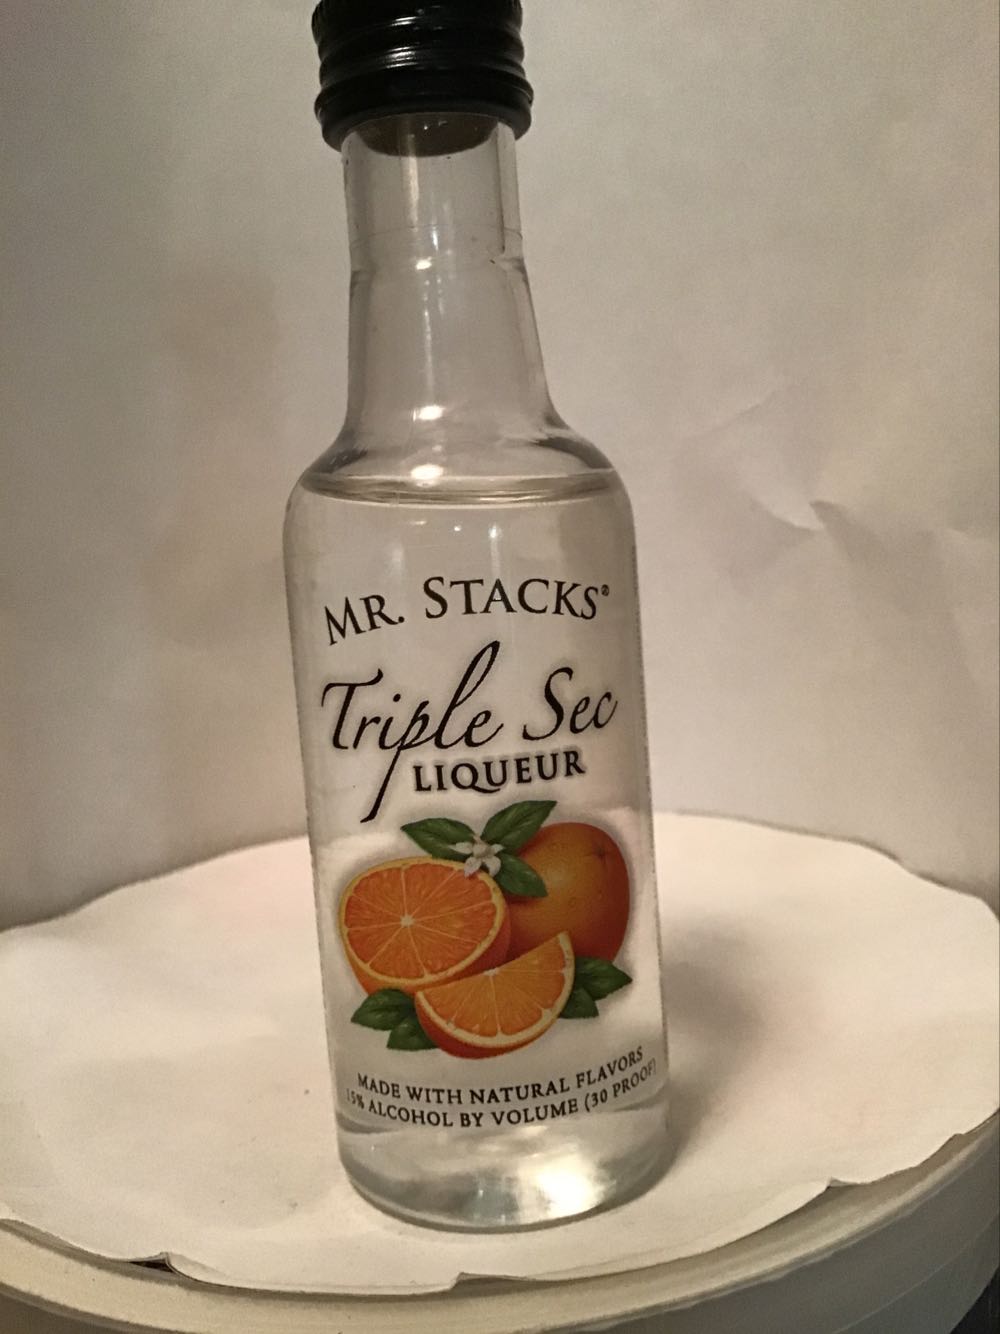 MR. STACKS®
Triple Sec
LIQUEUR
MADE WITH NATURAL FLAVORS
15% ALCOHOL BY VOLUME (30 PROOF)